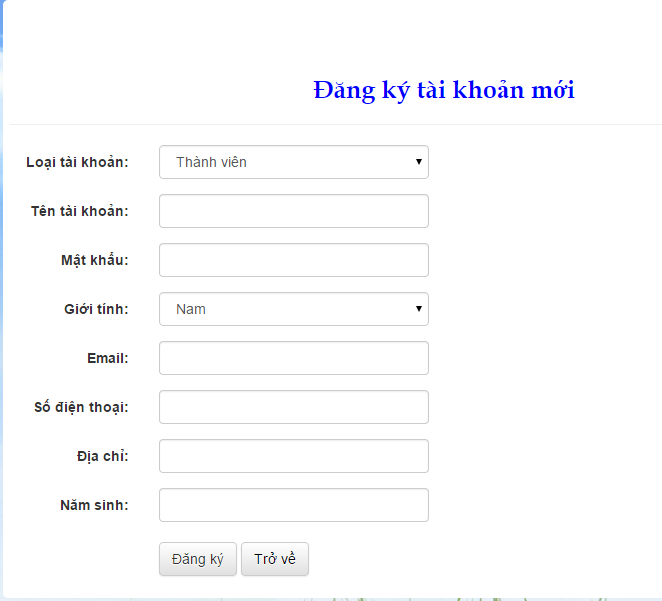 Đăng ký tài khoản mới
Loại tài khoản: Thành viên
Tên tài khoản:
Mật khẩu:
Giới tính: Nam
Email:
Số điện thoại:
Địa chỉ:
Năm sinh:
Đăng ký Trở về